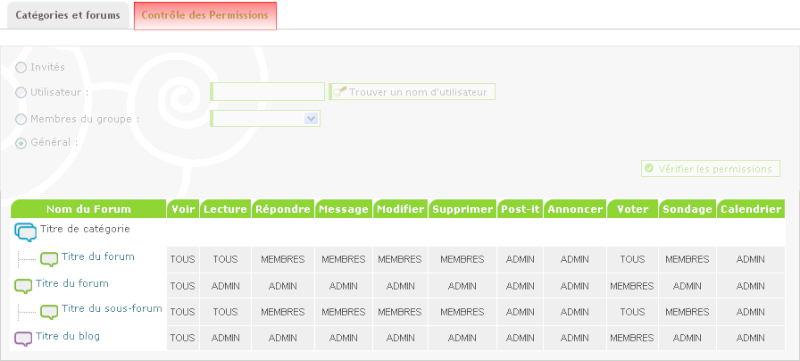 Catégories et forums Contrôle des Permissions
Invités
Utilisateur : Trouver un nom d'utilisateur
Membres du groupe :
Général :
Vérifier les permissions
Nom du Forum Voir Lecture Répondre Message Modifier Supprimer Post-it Annoncer Voter Sondage Calendrier
Titre de catégorie
Titre du forum TOUS TOUS MEMBRES MEMBRES MEMBRES MEMBRES ADMIN ADMIN TOUS MEMBRES ADMIN
Titre du forum TOUS ADMIN ADMIN ADMIN ADMIN ADMIN ADMIN ADMIN MEMBRES ADMIN ADMIN
Titre du sous-forum TOUS TOUS MEMBRES MEMBRES MEMBRES MEMBRES ADMIN ADMIN TOUS MEMBRES ADMIN
Titre du blog TOUS ADMIN ADMIN ADMIN ADMIN ADMIN ADMIN ADMIN MEMBRES ADMIN ADMIN